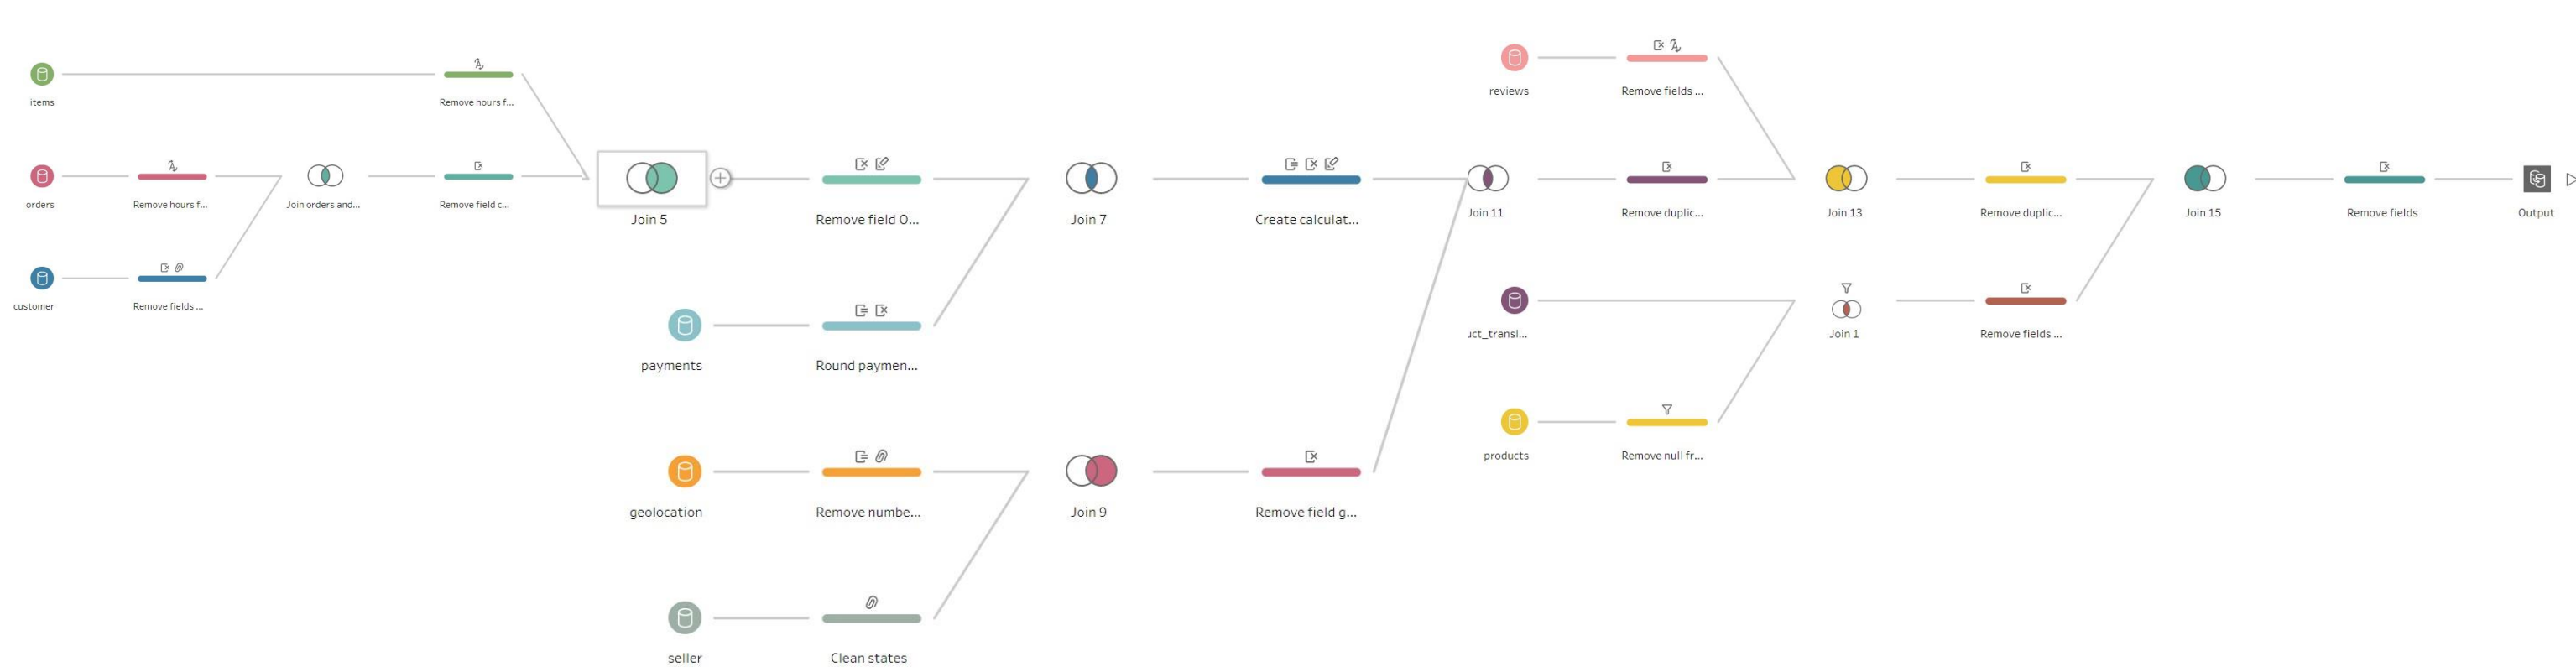 items
Remove hours f...
orders
Remove hours f...
Join orders and...
Remove field c...
customer
Remove fields ...
Join 5
Remove field O...
Join 7
Create calculat...
payments
Round paymen...
geolocation
Remove numbe...
Join 9
Remove field g...
seller
Clean states
reviews
Remove fields ...
Join 11
Remove duplic...
Join 13
Remove duplic...
Join 15
Remove fields
Output
uct_transl...
Join 1
Remove fields ...
products
Remove null fr...